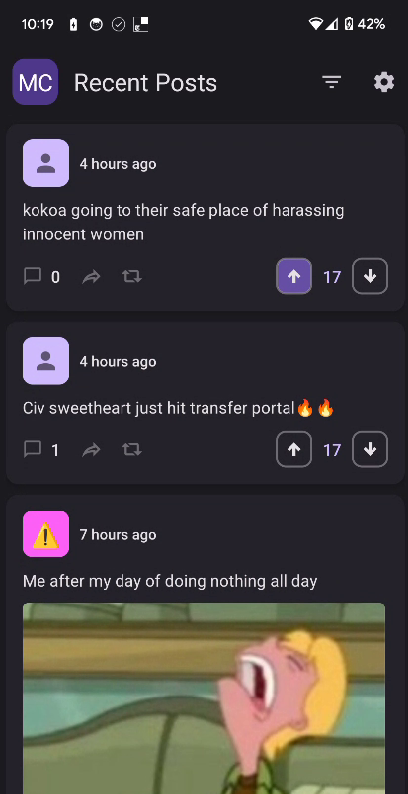 10:19
42%
MC Recent Posts
4 hours ago
kokoa going to their safe place of harassing
innocent women
0
17
4 hours ago
Civ sweetheart just hit transfer portal🔥🔥
1
17
7 hours ago
Me after my day of doing nothing all day